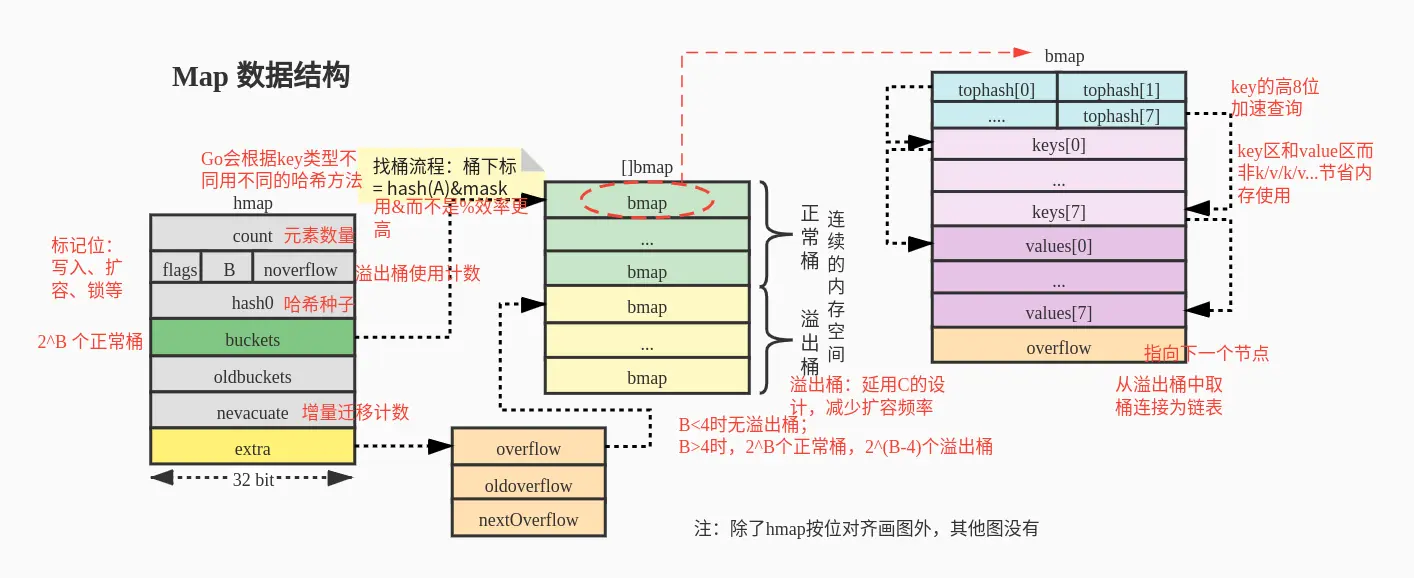 Map 数据结构
Go会根据key类型不
同用不同的哈希方法
hmap
count 元素数量
标记位：
写入、扩
容、锁等
flags B noverflow 溢出桶使用计数
hash0 哈希种子
2^B 个正常桶
buckets
oldbuckets
nevacuate 增量迁移计数
extra
32 bit
找桶流程：桶下标
= hash(A)&mask
用&而不是%效率更
高
[]bmap
bmap
...
bmap
bmap
...
bmap
正常桶
溢出桶
连续的内存空间
溢出桶：延用C的设
计，减少扩容频率
B<4时无溢出桶；
B>4时，2^B个正常桶，2^(B-4)个溢出桶
overflow
oldoverflow
nextOverflow
bmap
tophash[0] tophash[1]
.... tophash[7]
keys[0]
...
keys[7]
values[0]
...
values[7]
overflow
key的高8位
加速查询
key区和value区而
非k/v/k/v...节省内
存使用
指向下一个节点
从溢出桶中取
桶连接为链表
注：除了hmap按位对齐画图外，其他图没有